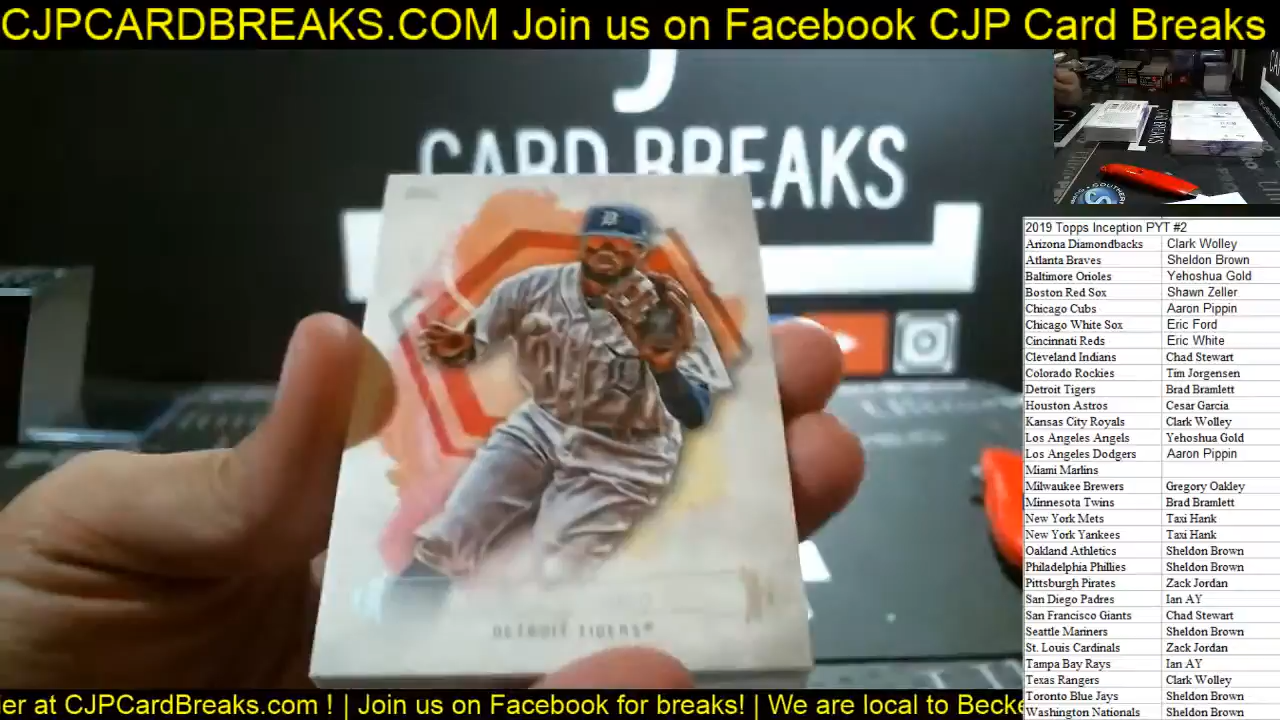 CJPCARDBREAKS.COM Join us on Facebook CJP Card Breaks
J
CARD BREAKS
DETROIT TIGERS
2019 Topps Inception PYT #2
Arizona Diamondbacks Clark Wolley
Atlanta Braves Sheldon Brown
Baltimore Orioles Yehoshua Gold
Boston Red Sox Shawn Zeller
Chicago Cubs Aaron Pippin
Chicago White Sox Eric Ford
Cincinnati Reds Eric White
Cleveland Indians Chad Stewart
Colorado Rockies Tim Jorgensen
Detroit Tigers Brad Bramlett
Houston Astros Cesar Garcia
Kansas City Royals Clark Wolley
Los Angeles Angels Yehoshua Gold
Los Angeles Dodgers Aaron Pippin
Miami Marlins
Milwaukee Brewers Gregory Oakley
Minnesota Twins Brad Bramlett
New York Mets Taxi Hank
New York Yankees Taxi Hank
Oakland Athletics Sheldon Brown
Philadelphia Phillies Sheldon Brown
Pittsburgh Pirates Zack Jordan
San Diego Padres Ian AY
San Francisco Giants Chad Stewart
Seattle Mariners Sheldon Brown
St. Louis Cardinals Zack Jordan
Tampa Bay Rays Ian AY
Texas Rangers Clark Wolley
Toronto Blue Jays Sheldon Brown
Washington Nationals Sheldon Brown
er at CJPCardBreaks.com ! | Join us on Facebook for breaks! | We are local to Becke